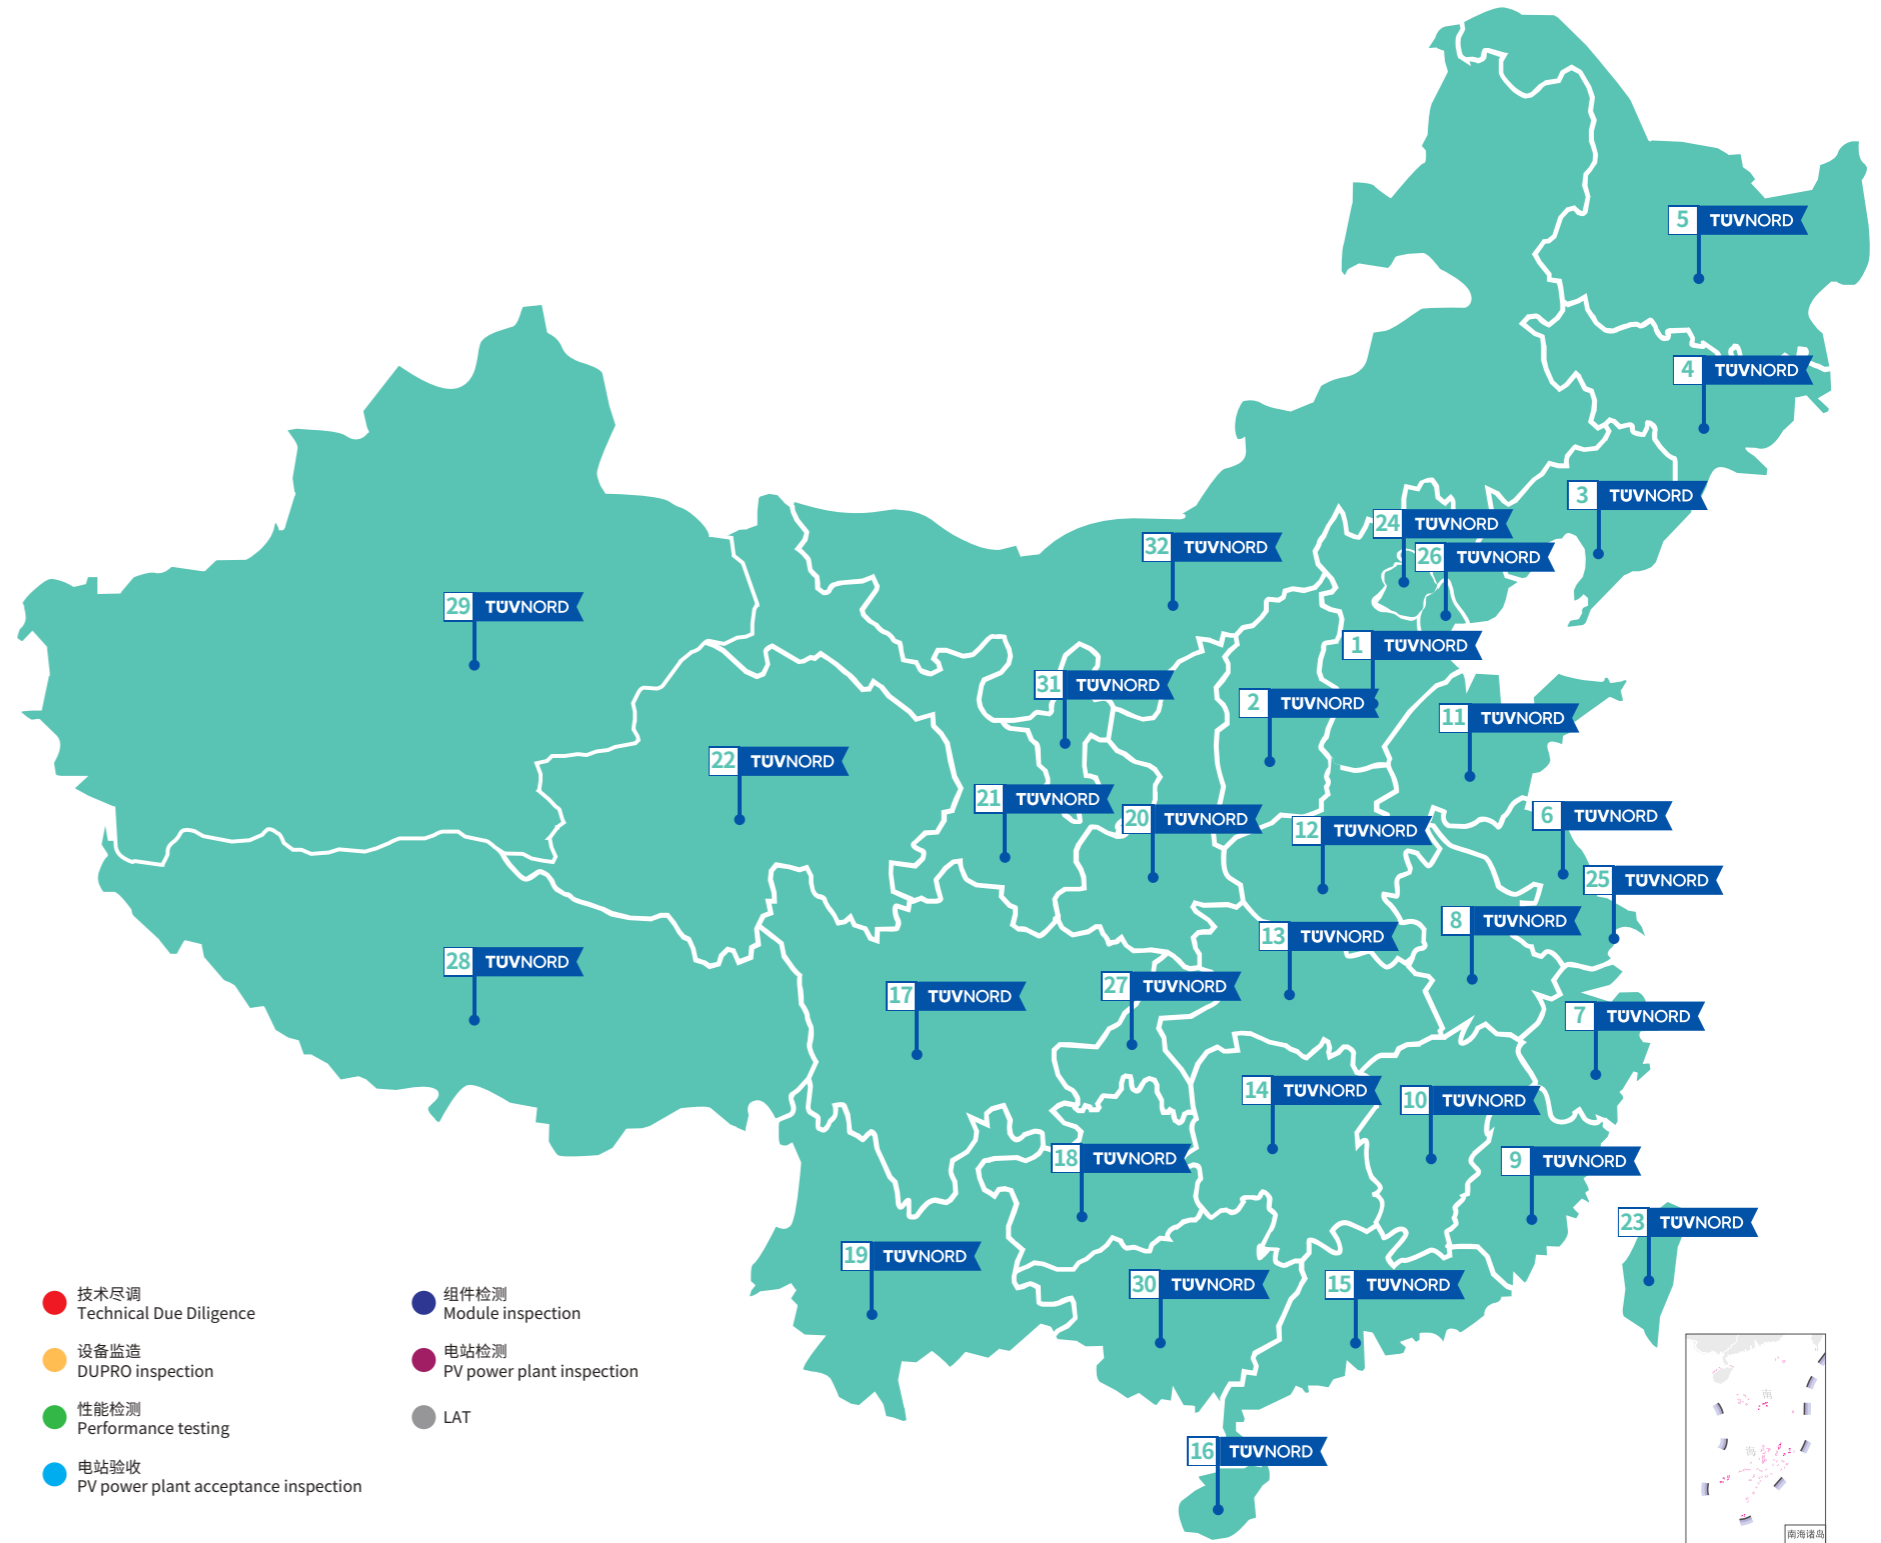 5 TÜVNORD
4 TÜVNORD
3 TÜVNORD
24 TÜVNORD
32 TÜVNORD
26 TÜVNORD
29 TÜVNORD
1 TÜVNORD
31 TÜVNORD
2 TÜVNORD
11 TÜVNORD
22 TÜVNORD
21 TÜVNORD
20 TÜVNORD
12 TÜVNORD
6 TÜVNORD
25 TÜVNORD
8 TÜVNORD
13 TÜVNORD
28 TÜVNORD
27 TÜVNORD
17 TÜVNORD
7 TÜVNORD
14 TÜVNORD
10 TÜVNORD
18 TÜVNORD
9 TÜVNORD
23 TÜVNORD
19 TÜVNORD
30 TÜVNORD
15 TÜVNORD
16 TÜVNORD
技术尽调
Technical Due Diligence
设备监造
DUPRO inspection
性能检测
Performance testing
电站验收
PV power plant acceptance inspection
组件检测
Module inspection
电站检测
PV power plant inspection
LAT
南
海
南海诸岛